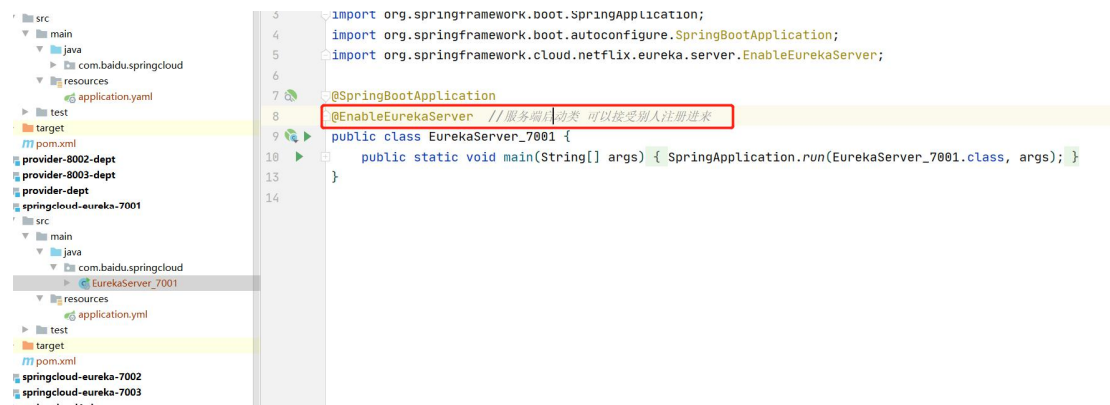 src
main
java
com.baidu.springcloud
resources
application.yaml
test
target
pom.xml
provider-8002-dept
provider-8003-dept
provider-dept
springcloud-eureka-7001
src
main
java
com.baidu.springcloud
EurekaServer_7001
resources
application.yml
test
target
pom.xml
springcloud-eureka-7002
springcloud-eureka-7003
3 import org.springframework.boot.SpringApplication;
4 import org.springframework.boot.autoconfigure.SpringBootApplication;
5 import org.springframework.cloud.netflix.eureka.server.EnableEurekaServer;
6
7 @SpringBootApplication
8 @EnableEurekaServer //服务端启动类 可以接受别人注册进来
9 public class EurekaServer_7001 {
10 public static void main(String[] args) { SpringApplication.run(EurekaServer_7001.class, args); }
13 }
14